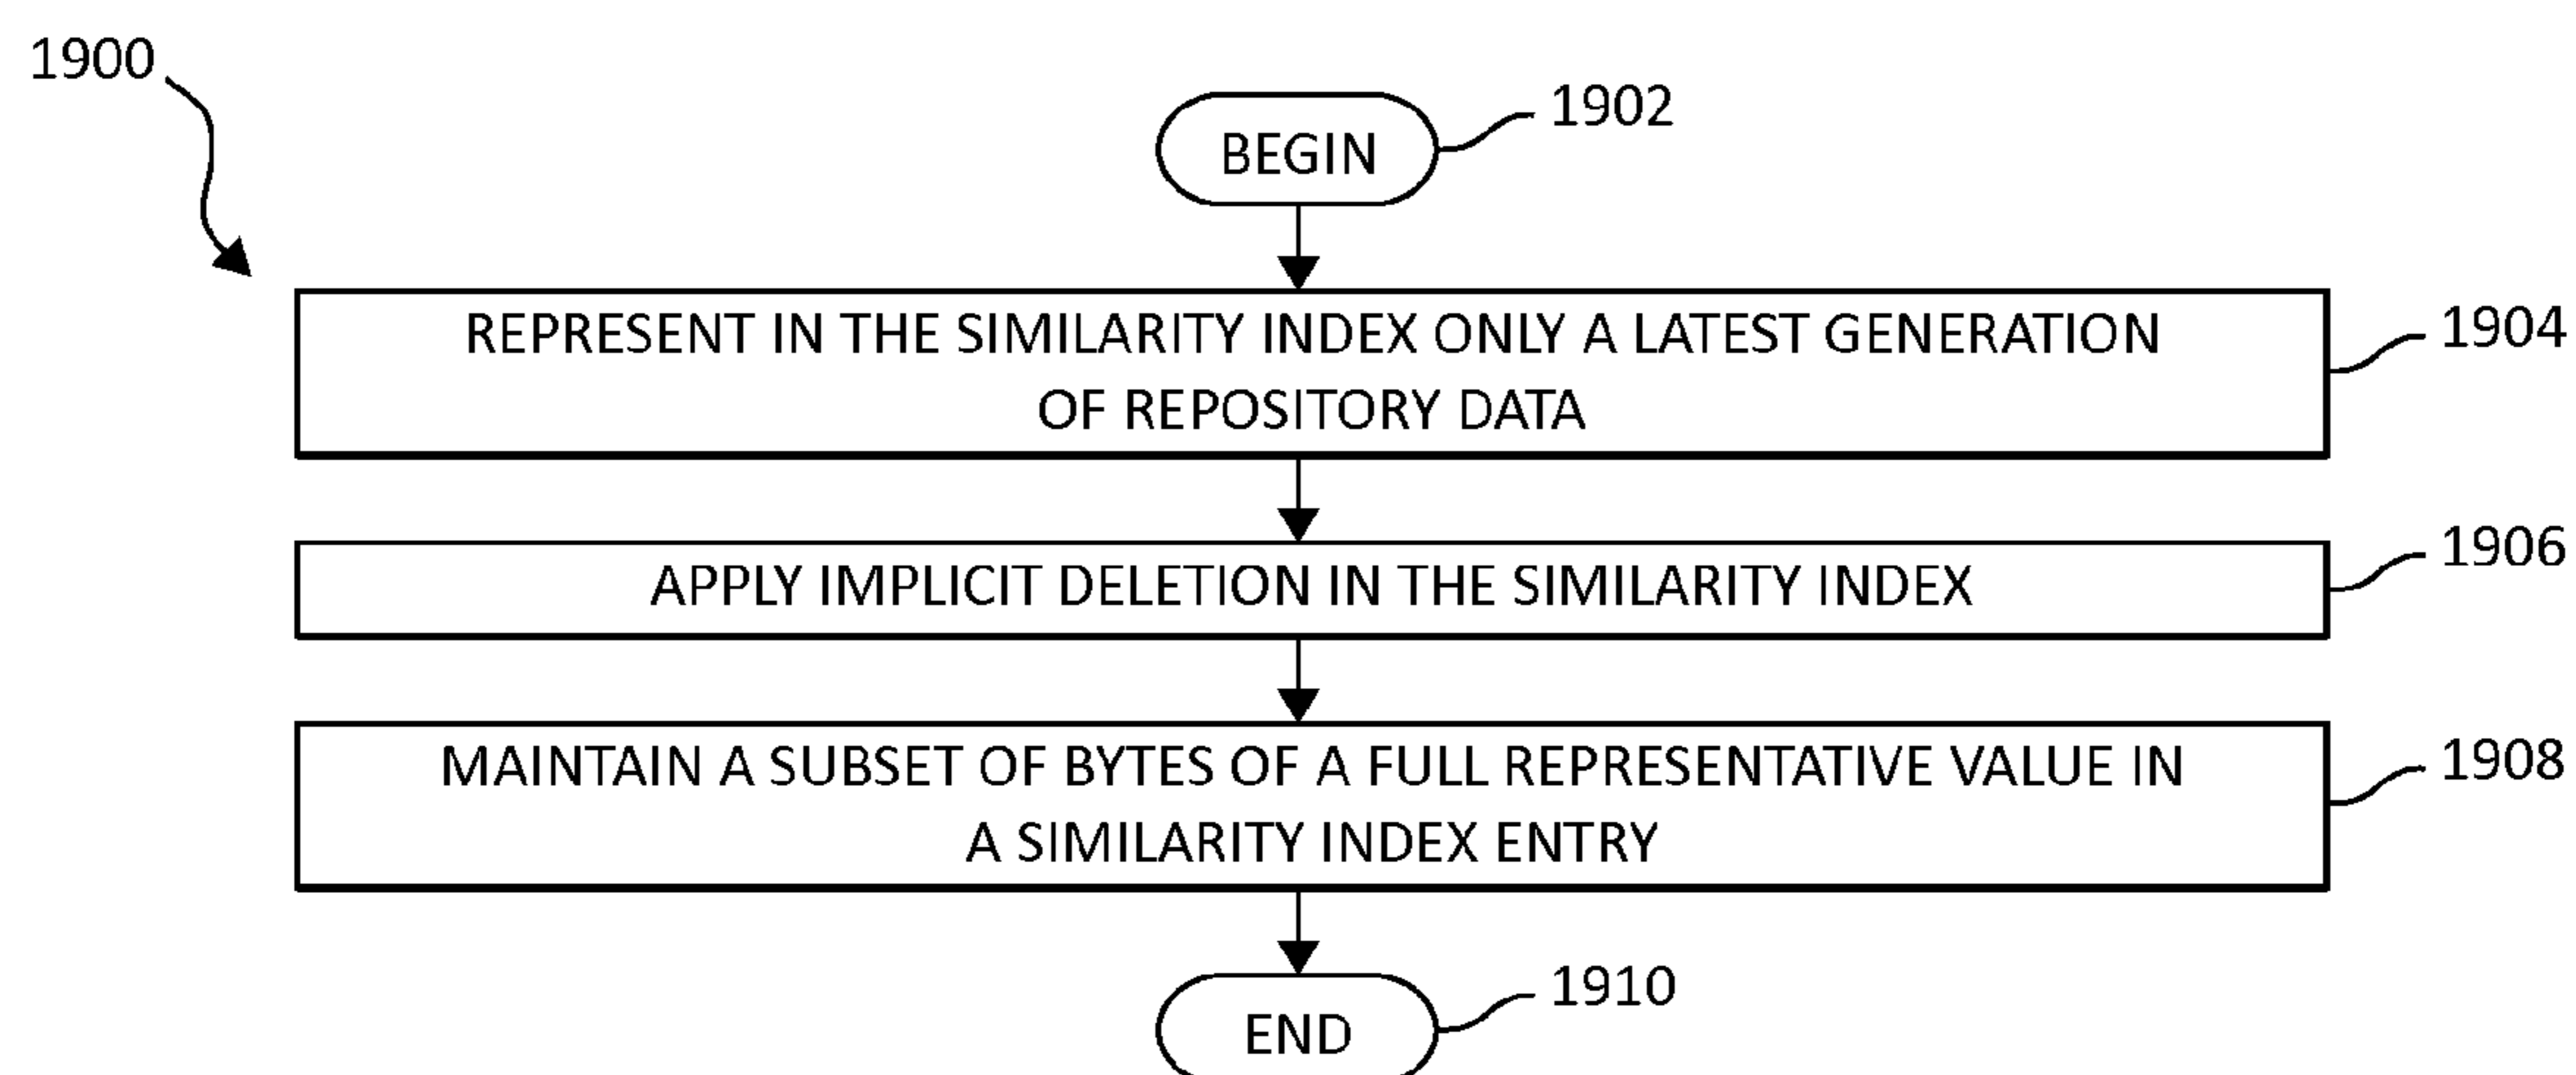 1900
BEGIN
1902
REPRESENT IN THE SIMILARITY INDEX ONLY A LATEST GENERATION
OF REPOSITORY DATA
1904
APPLY IMPLICIT DELETION IN THE SIMILARITY INDEX
1906
MAINTAIN A SUBSET OF BYTES OF A FULL REPRESENTATIVE VALUE IN
A SIMILARITY INDEX ENTRY
1908
END
1910